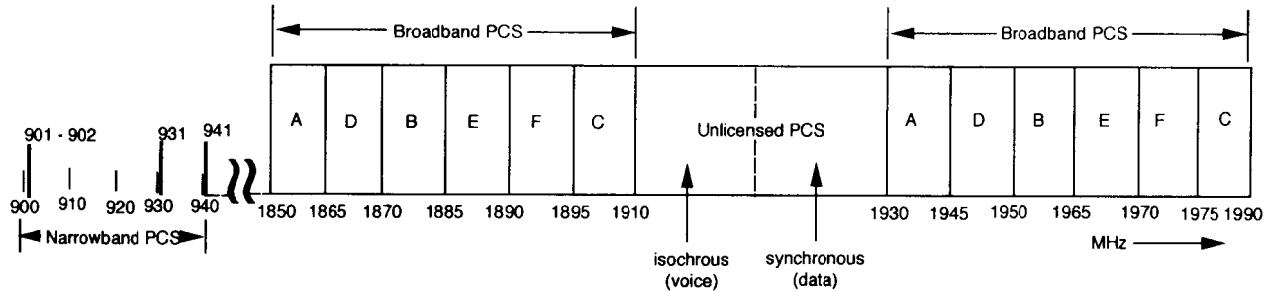 Broadband PCS
Broadband PCS
A D B E F C
Unlicensed PCS
A D B E F C
901 - 902
931
941
900 910 920 930 940
1850 1865 1870 1885 1890 1895 1910
1930 1945 1950 1965 1970 1975 1990
Narrowband PCS
MHz
isochrous
(voice)
synchronous
(data)